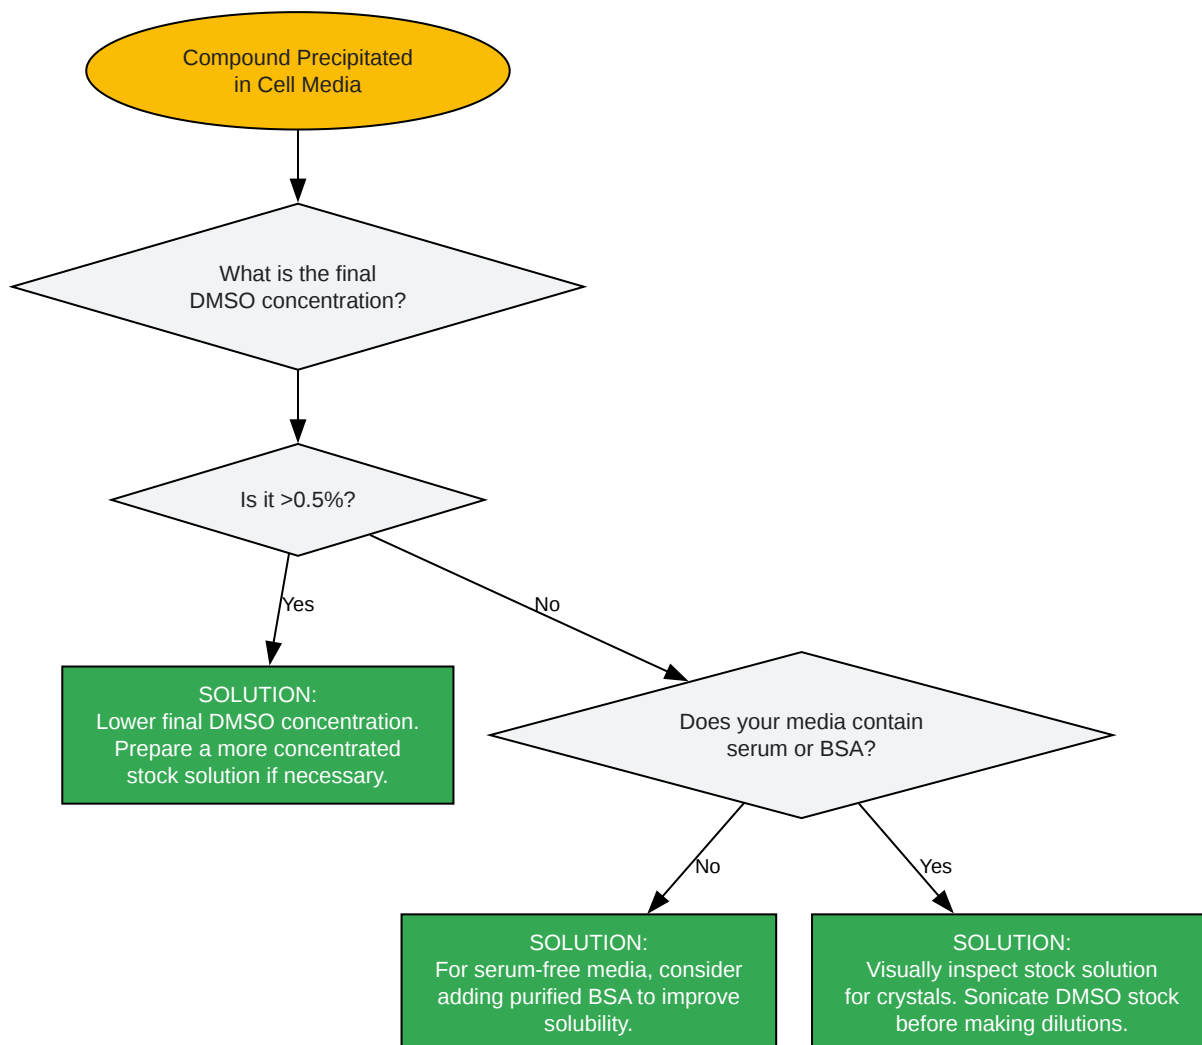 Compound Precipitated
in Cell Media
What is the final
DMSO concentration?
Is it >0.5%?
Yes
No
SOLUTION:
Lower final DMSO concentration.
Prepare a more concentrated
stock solution if necessary.
Does your media contain
serum or BSA?
No
Yes
SOLUTION:
For serum-free media, consider
adding purified BSA to improve
solubility.
SOLUTION:
Visually inspect stock solution
for crystals. Sonicate DMSO stock
before making dilutions.